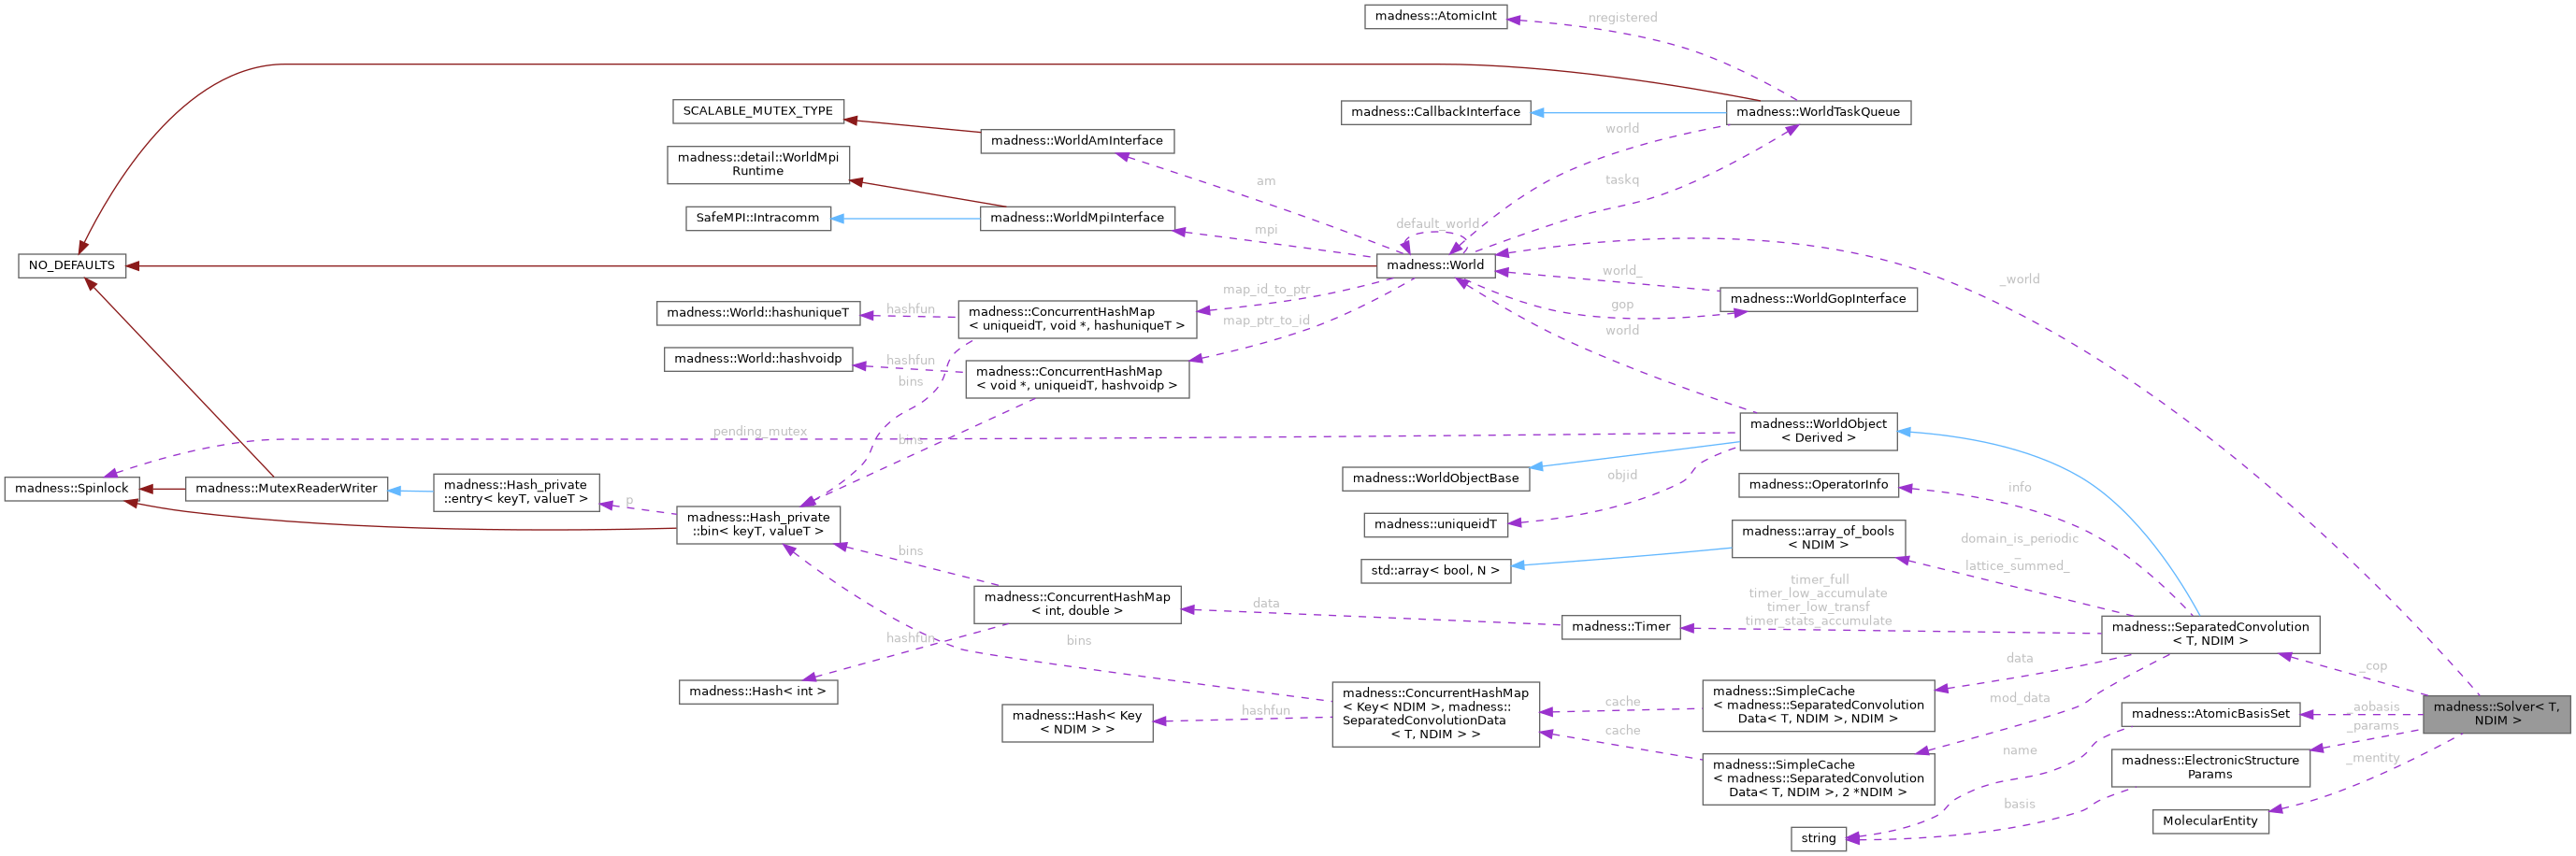 madness::AtomicInt
nregistered
SCALABLE_MUTEX_TYPE
madness::CallbackInterface
madness::WorldTaskQueue
world
madness::WorldAmInterface
madness::detail::WorldMpi
Runtime
am
taskq
SafeMPI::Intracomm
madness::WorldMpiInterface
mpi
default_world
NO_DEFAULTS
madness::World
world_
_world
map_id_to_ptr
madness::WorldGopInterface
gop
madness::World::hashuniqueT
hashfun
madness::ConcurrentHashMap
< uniqueidT, void *, hashuniqueT >
map_ptr_to_id
world
madness::World::hashvoidp
hashfun
madness::ConcurrentHashMap
< void *, uniqueidT, hashvoidp >
bins
pending_mutex
bins
madness::WorldObject
< Derived >
madness::WorldObjectBase
objid
madness::Spinlock
madness::MutexReaderWriter
madness::Hash_private
::entry< keyT, valueT >
p
madness::Hash_private
::bin< keyT, valueT >
madness::OperatorInfo
info
madness::uniqueidT
madness::array_of_bools
< NDIM >
domain_is_periodic
_
lattice_summed_
bins
std::array< bool, N >
timer_full
timer_low_accumulate
timer_low_transf
timer_stats_accumulate
madness::ConcurrentHashMap
< int, double >
data
madness::Timer
madness::SeparatedConvolution
< T, NDIM >
hashfun
bins
data
_cop
madness::Hash< int >
madness::ConcurrentHashMap
< Key< NDIM >, madness::
SeparatedConvolutionData
< T, NDIM > >
cache
madness::SimpleCache
< madness::SeparatedConvolution
Data< T, NDIM >, NDIM >
mod_data
madness::Hash< Key
< NDIM > >
hashfun
cache
madness::AtomicBasisSet
_aobasis
madness::Solver< T,
NDIM >
_params
name
madness::SimpleCache
< madness::SeparatedConvolution
Data< T, NDIM >, 2 *NDIM >
madness::ElectronicStructure
Params
_mentity
basis
MolecularEntity
string